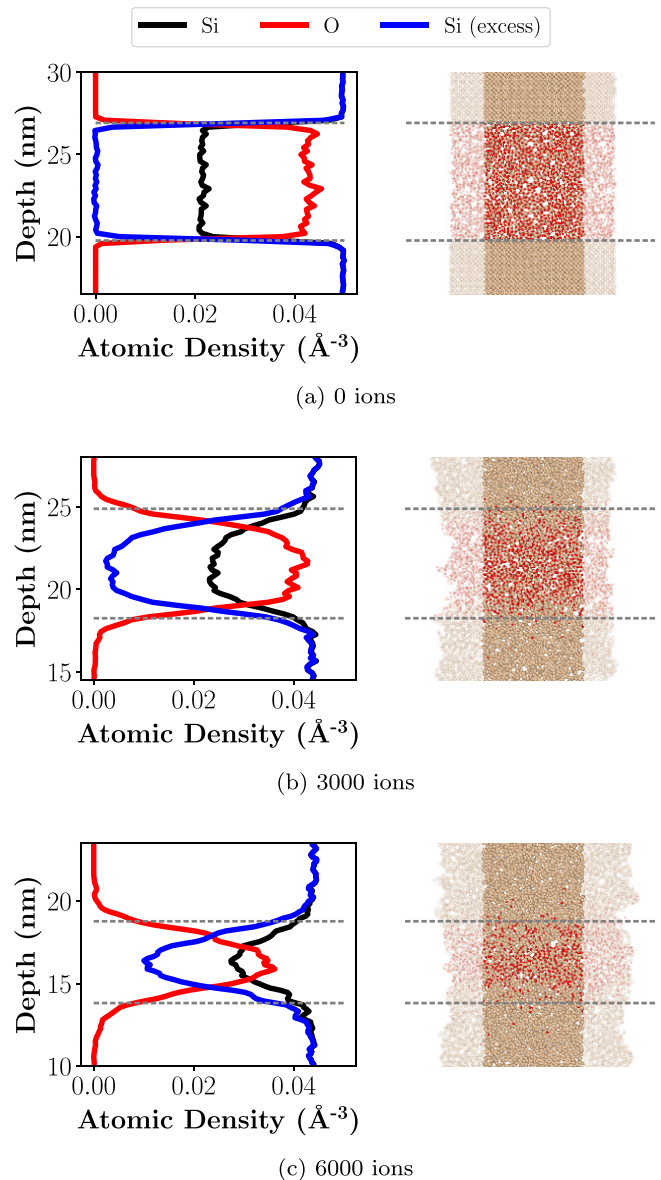 Si O Si (excess)
30
25
20
Depth (nm)
0.00 0.02 0.04
Atomic Density (Å⁻³)
(a) 0 ions
25
20
15
Depth (nm)
0.00 0.02 0.04
Atomic Density (Å⁻³)
(b) 3000 ions
20
15
10
Depth (nm)
0.00 0.02 0.04
Atomic Density (Å⁻³)
(c) 6000 ions